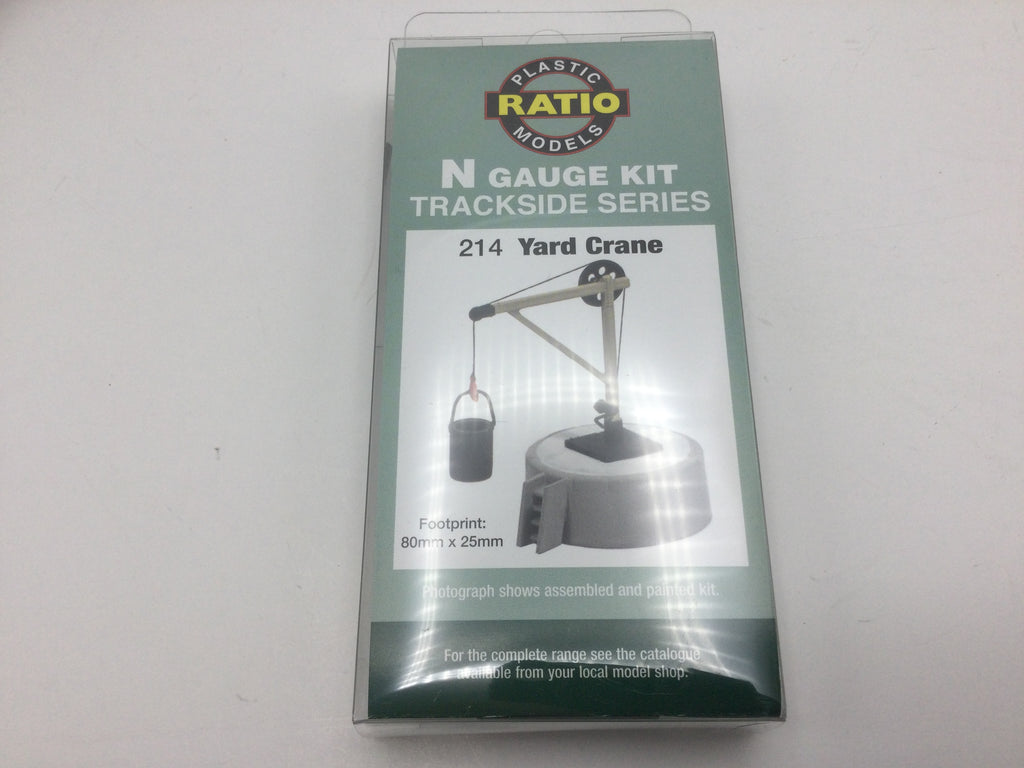 PLASTIC
RATIO
MODELS
N GAUGE KIT
TRACKSIDE SERIES
214 Yard Crane
Footprint:
80mm x 25mm
Photograph shows assembled and painted kit.
For the complete range see the catalogue
available from your local model shop.